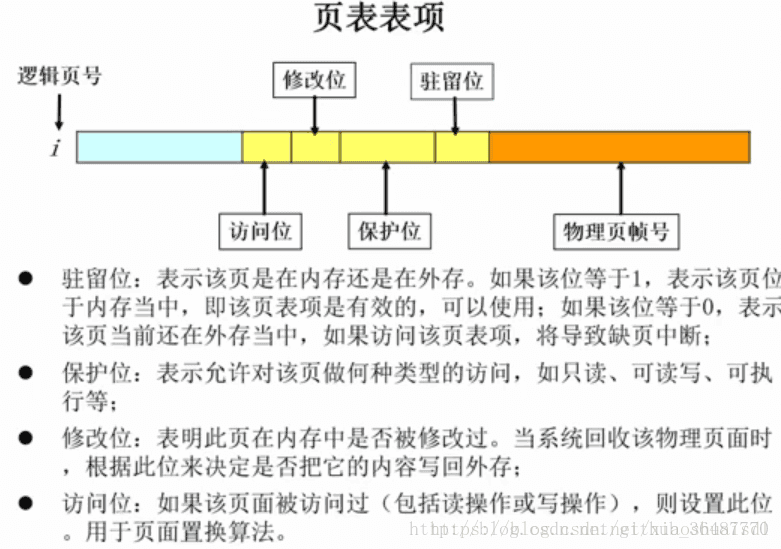 页表表项
逻辑页号
修改位
驻留位
i
访问位
保护位
物理页帧号
● 驻留位：表示该页是在内存还是在外存。如果该位等于1，表示该页位
于内存当中，即该页表项是有效的，可以使用；如果该位等于0，表示
该页当前还在外存当中，如果访问该页表项，将导致缺页中断；
● 保护位：表示允许对该页做何种类型的访问，如只读、可读写、可执
行等；
● 修改位：表明此页在内存中是否被修改过。当系统回收该物理页面时
，根据此位来决定是否把它的内容写回外存；
● 访问位：如果该页面被访问过（包括读操作或写操作），则设置此位
。用于页面置换算法。